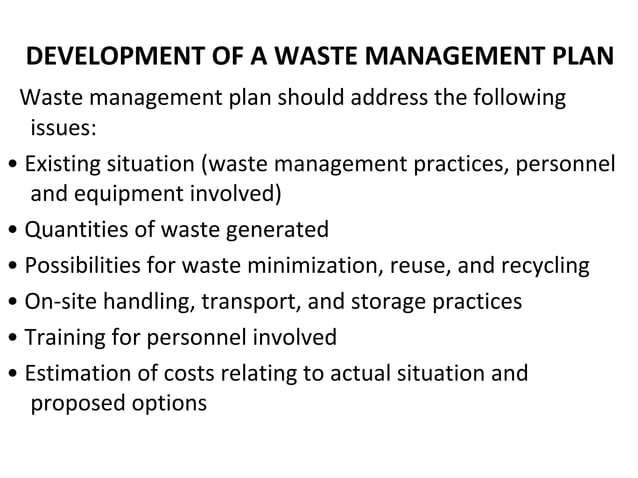 DEVELOPMENT OF A WASTE MANAGEMENT PLAN
Waste management plan should address the following
issues:
• Existing situation (waste management practices, personnel
and equipment involved)
• Quantities of waste generated
• Possibilities for waste minimization, reuse, and recycling
• On-site handling, transport, and storage practices
• Training for personnel involved
• Estimation of costs relating to actual situation and
proposed options